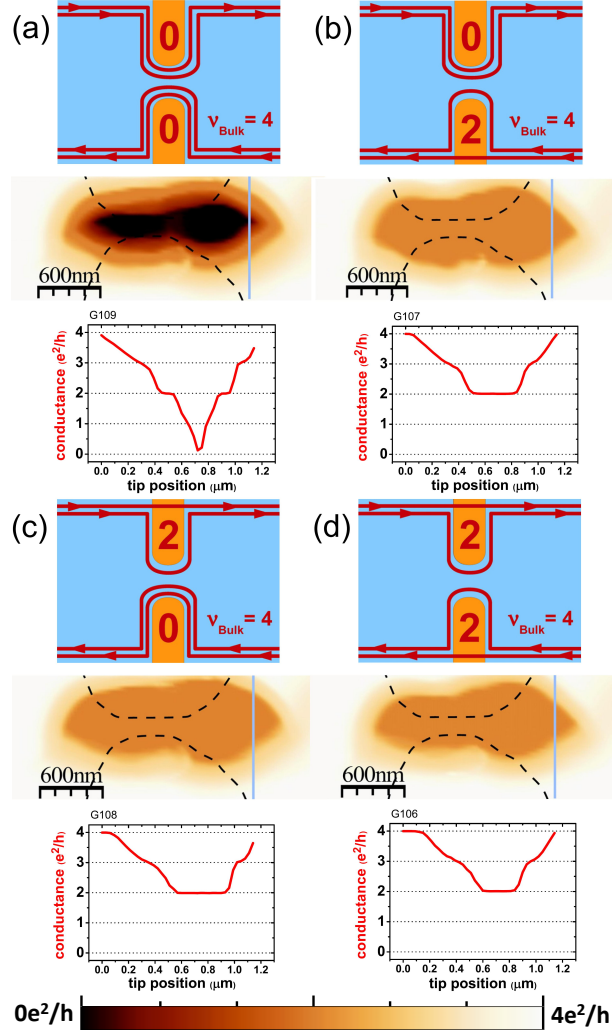 (a)
0
0
νBulk = 4
600nm
G109
conductance (e²/h)
4
3
2
1
0
0.0 0.2 0.4 0.6 0.8 1.0 1.2
tip position (μm)
(b)
0
2
νBulk = 4
600nm
G107
conductance (e²/h)
4
3
2
1
0
0.0 0.2 0.4 0.6 0.8 1.0 1.2
tip position (μm)
(c)
2
0
νBulk = 4
600nm
G108
conductance (e²/h)
4
3
2
1
0
0.0 0.2 0.4 0.6 0.8 1.0 1.2
tip position (μm)
(d)
2
2
νBulk = 4
600nm
G106
conductance (e²/h)
4
3
2
1
0
0.0 0.2 0.4 0.6 0.8 1.0 1.2
tip position (μm)
0e²/h 4e²/h